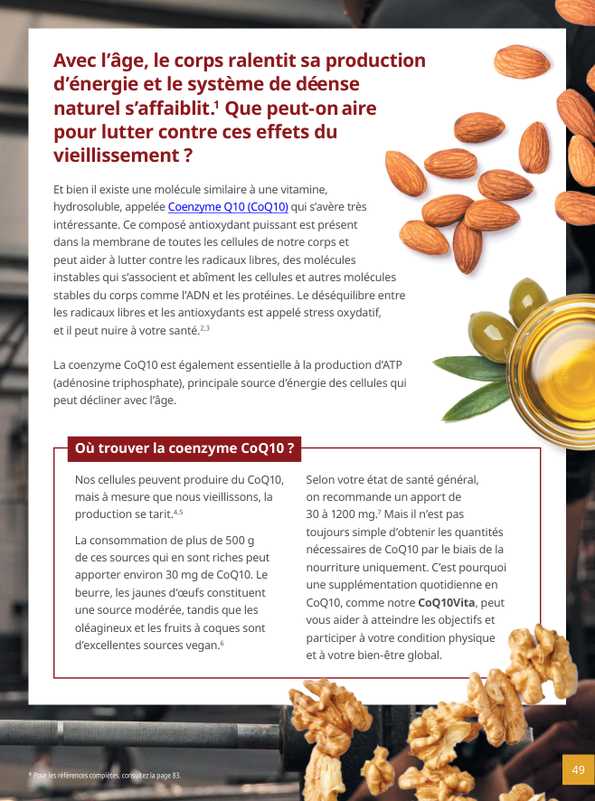 Avec l’âge, le corps ralentit sa production
d’énergie et le système de déense
naturel s’affaiblit.¹ Que peut-on aire
pour lutter contre ces effets du
vieillissement ?
Et bien il existe une molécule similaire à une vitamine,
hydrosoluble, appelée Coenzyme Q10 (CoQ10) qui s’avère très
intéressante. Ce composé antioxydant puissant est présent
dans la membrane de toutes les cellules de notre corps et
peut aider à lutter contre les radicaux libres, des molécules
instables qui s’associent et abîment les cellules et autres molécules
stables du corps comme l’ADN et les protéines. Le déséquilibre entre
les radicaux libres et les antioxydants est appelé stress oxydatif,
et il peut nuire à votre santé.²,³
La coenzyme CoQ10 est également essentielle à la production d’ATP
(adénosine triphosphate), principale source d’énergie des cellules qui
peut décliner avec l’âge.
Où trouver la coenzyme CoQ10 ?
Nos cellules peuvent produire du CoQ10,
mais à mesure que nous vieillissons, la
production se tarit.⁴,⁵
La consommation de plus de 500 g
de ces sources qui en sont riches peut
apporter environ 30 mg de CoQ10. Le
beurre, les jaunes d’œufs constituent
une source modérée, tandis que les
oléagineux et les fruits à coques sont
d’excellentes sources vegan.⁶
Selon votre état de santé général,
on recommande un apport de
30 à 1200 mg.⁷ Mais il n’est pas
toujours simple d’obtenir les quantités
nécessaires de CoQ10 par le biais de la
nourriture uniquement. C’est pourquoi
une supplémentation quotidienne en
CoQ10, comme notre CoQ10Vita, peut
vous aider à atteindre les objectifs et
participer à votre condition physique
et à votre bien-être global.
* Pour les références complètes, consultez la page 83.
49